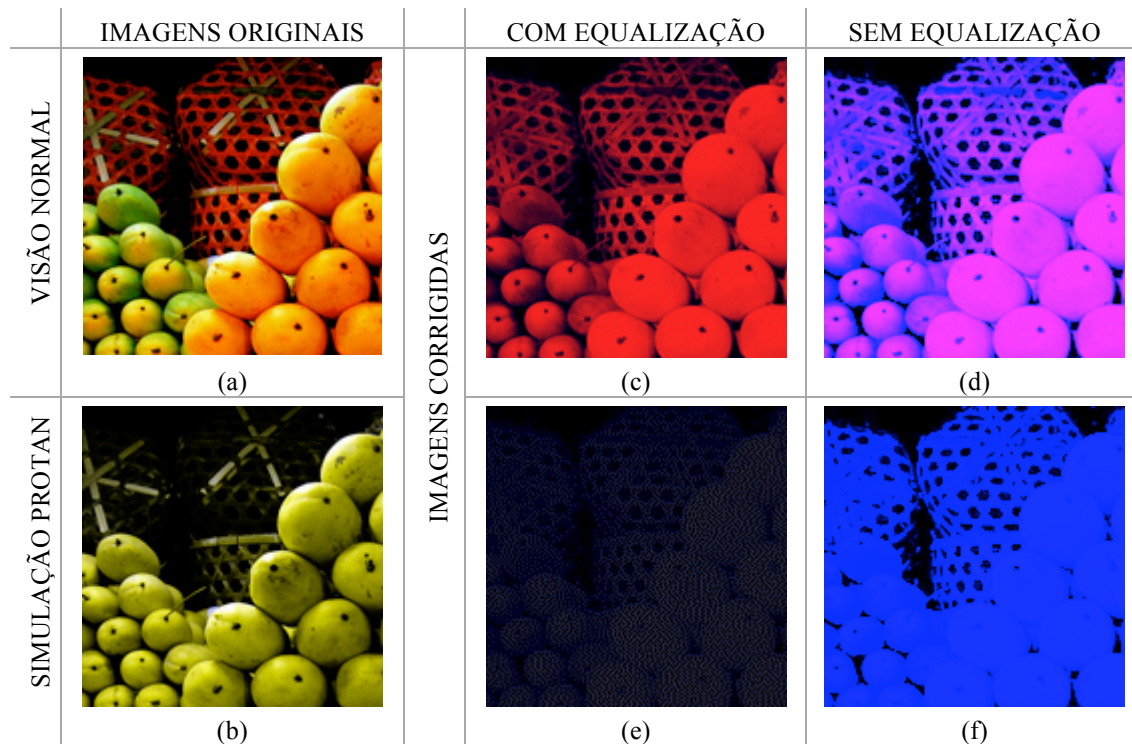 IMAGENS ORIGINAIS
COM EQUALIZAÇÃO
SEM EQUALIZAÇÃO
VISÃO NORMAL
IMAGENS CORRIGIDAS
(a)
(c)
(d)
SIMULAÇÃO PROTAN
(b)
(e)
(f)